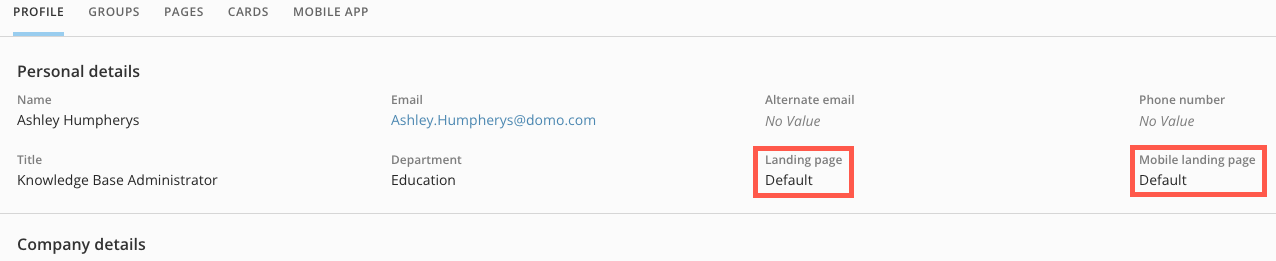 PROFILE GROUPS PAGES CARDS MOBILE APP
Personal details
Name Email Alternate email Phone number
Ashley Humpherys Ashley.Humpherys@domo.com No Value No Value
Title Department Landing page Mobile landing page
Knowledge Base Administrator Education Default Default
Company details